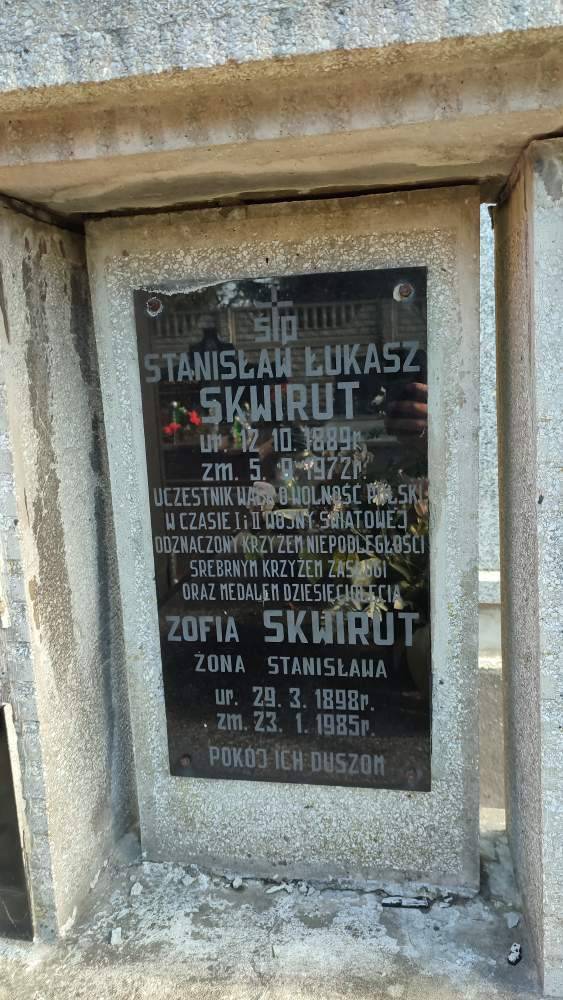 śp
STANISŁAW ŁUKASZ
SKWIRUT
ur. 12. 10. 1889r.
zm. 5. 9. 1972r.
UCZESTNIK WALK O WOLNOŚĆ POLSKI
W CZASIE I i II WOJNY ŚWIATOWEJ
ODZNACZONY KRZYŻEM NIEPODLEGŁOŚCI
SREBRNYM KRZYŻEM ZASŁUGI
ORAZ MEDALEM DZIESIĘCIOLECIA
ZOFIA SKWIRUT
ŻONA STANISŁAWA
ur. 29. 3. 1898r.
zm. 23. 1. 1985r.
POKÓJ ICH DUSZOM